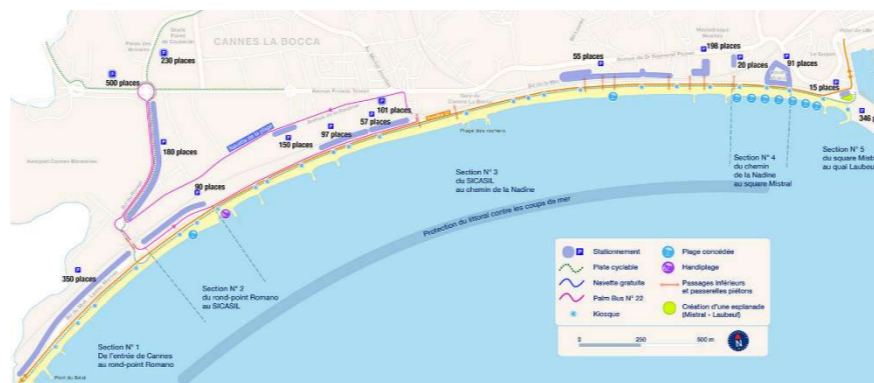 CANNES LA BOCCA
230 places
500 places
180 places
90 places
350 places
150 places
97 places
57 places
101 places
55 places
198 places
20 places
91 places
15 places
346 p
Plage des rochers
Section N° 1
De l'entrée de Cannes
au rond-point Romano
Section N° 2
du rond-point Romano
au SICASIL
Section N° 3
du SICASIL
au chemin de la Nadine
Section N° 4
du chemin
de la Nadine
au square Mistral
Section N° 5
du square Mist
au quai Laubeu
Protection du littoral contre les coups de mer
P Stationnement
Piste cyclable
Navette gratuite
Palm Bus N° 22
Kiosque
Plage concédée
Handiplage
Passages inférieurs
et passerelles piétons
Création d'une esplanade
(Mistral - Laubeuf)
0 250 500 m
N